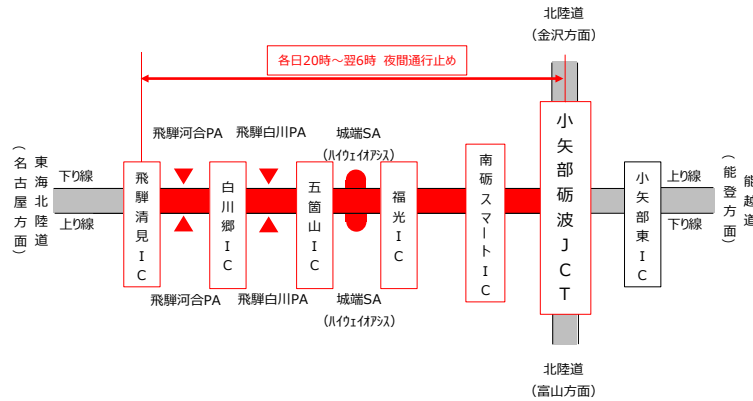 北陸道
（金沢方面）
各日20時～翌6時 夜間通行止め
飛騨河合PA
飛騨白川PA
城端SA
（ハイウェイオアシス）
東海北陸道
（名古屋方面）
下り線
上り線
飛騨清見IC
白川郷IC
五箇山IC
福光IC
南砺スマートIC
小矢部砺波JCT
小矢部東IC
上り線
下り線
能越道
（能登方面）
飛騨河合PA
飛騨白川PA
城端SA
（ハイウェイオアシス）
北陸道
（富山方面）